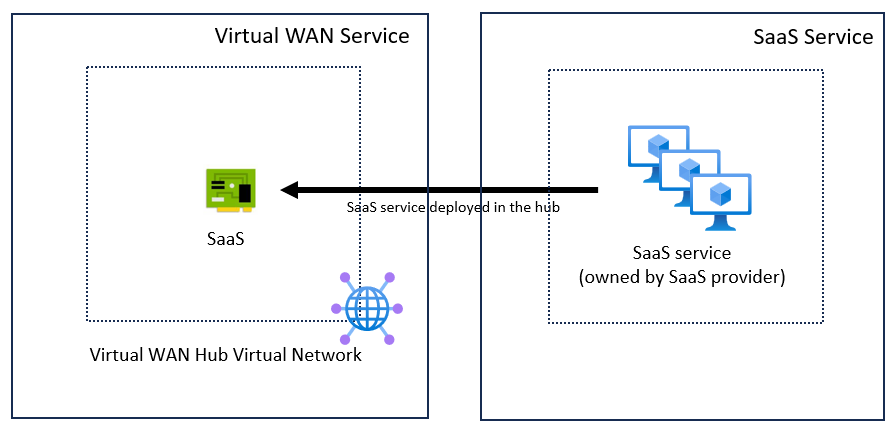 Virtual WAN Service
SaaS Service
SaaS service deployed in the hub
SaaS
SaaS service
(owned by SaaS provider)
Virtual WAN Hub Virtual Network